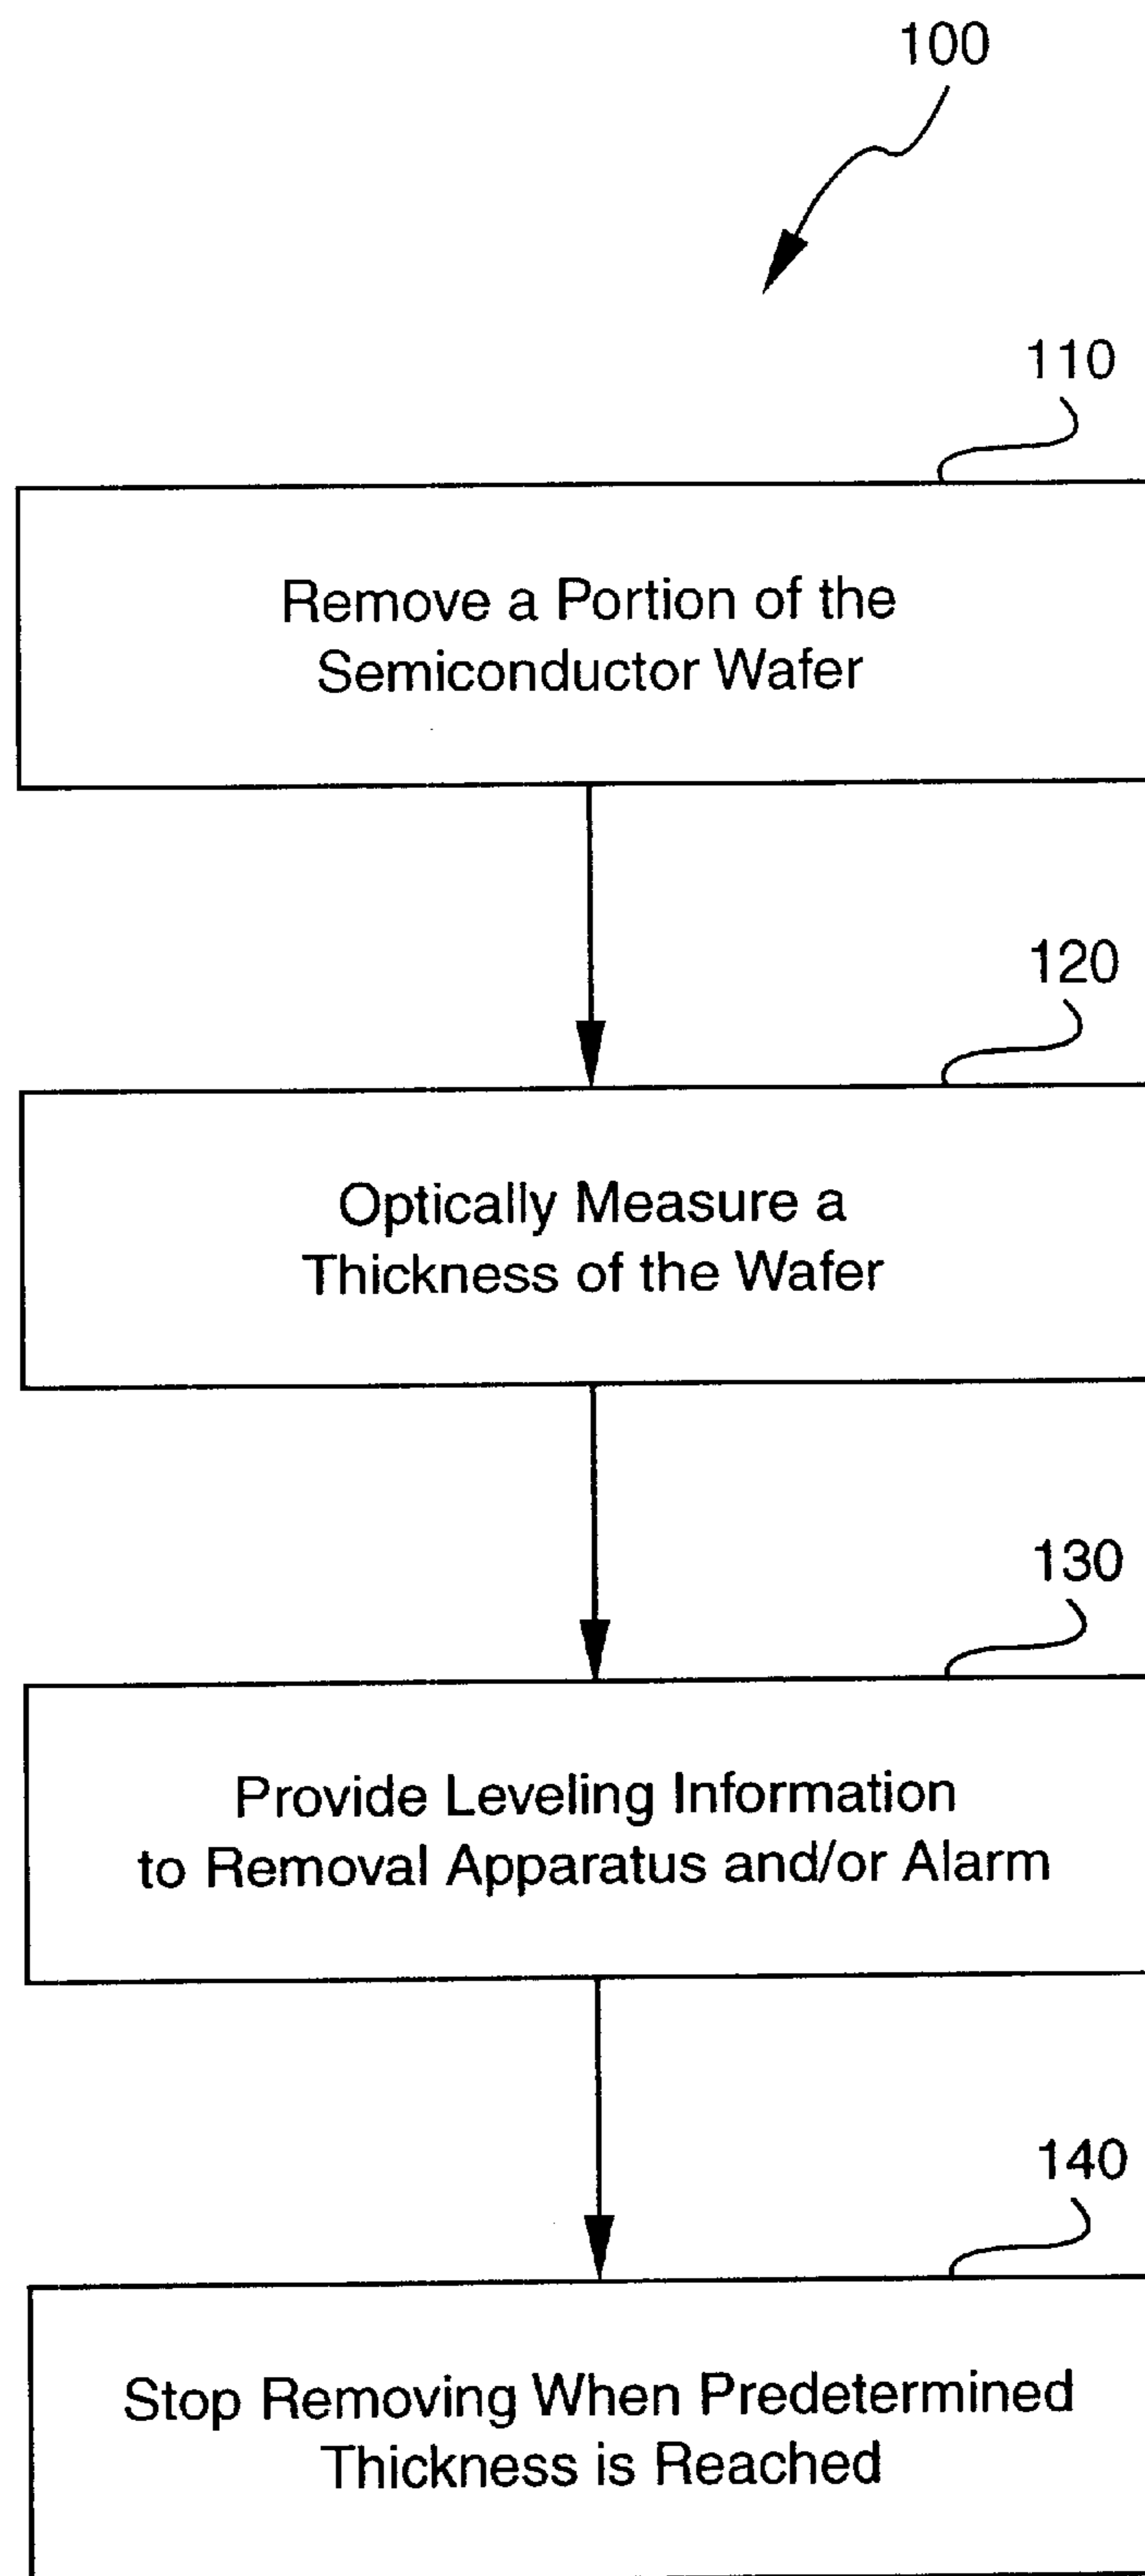 100
110
Remove a Portion of the
Semiconductor Wafer
120
Optically Measure a
Thickness of the Wafer
130
Provide Leveling Information
to Removal Apparatus and/or Alarm
140
Stop Removing When Predetermined
Thickness is Reached